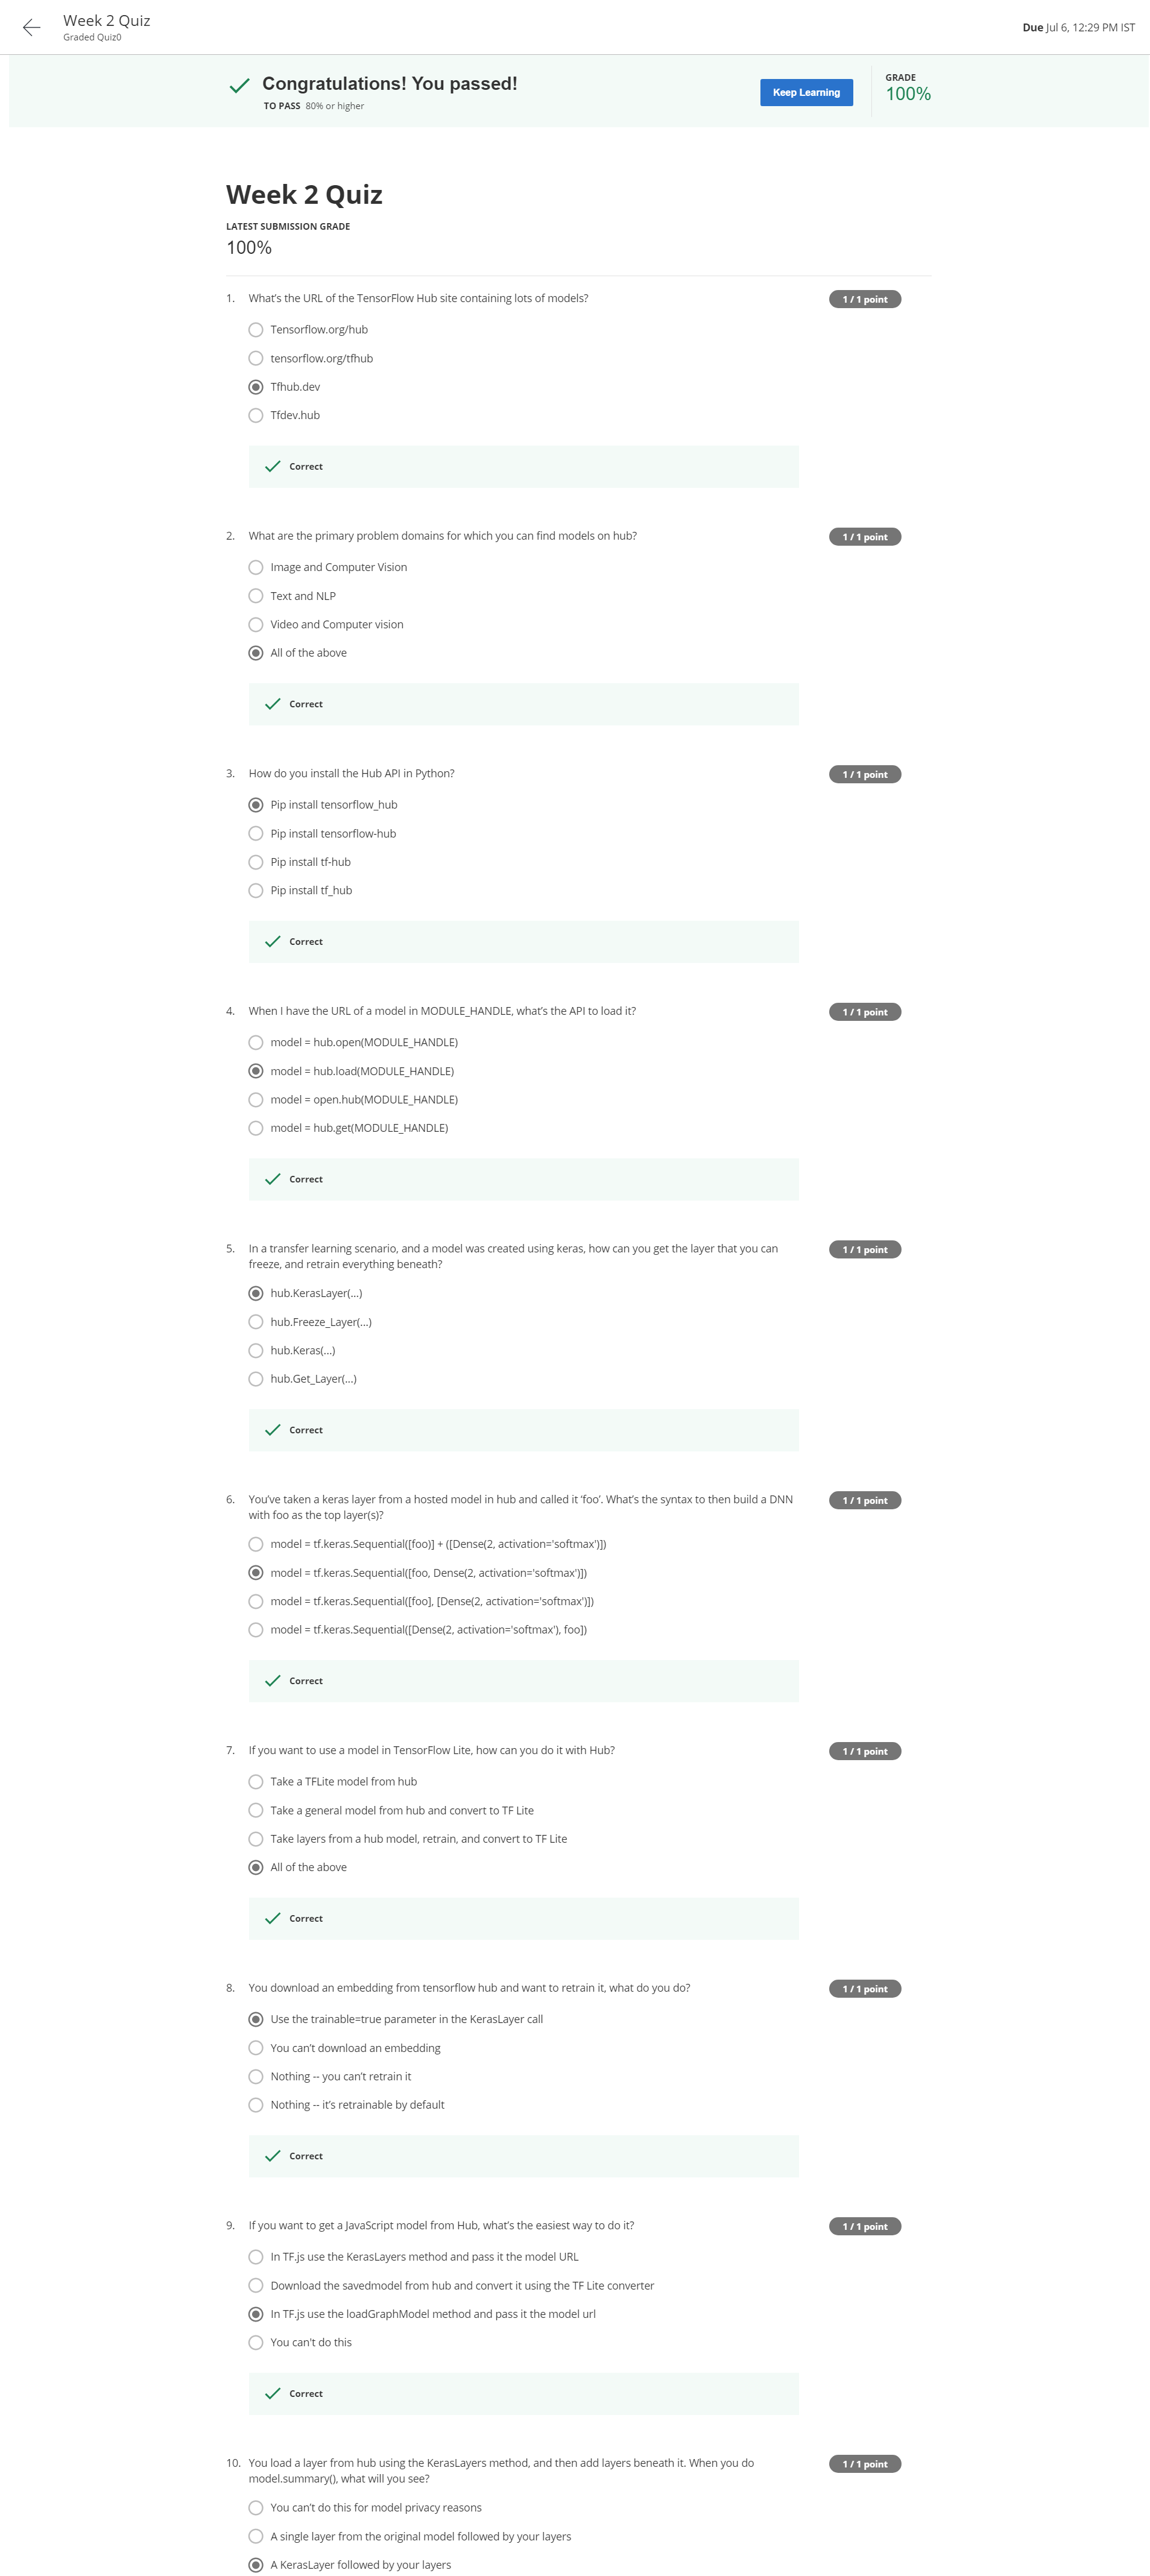 Week 2 Quiz
Graded Quiz0
Due Jul 6, 12:29 PM IST
Congratulations! You passed!
TO PASS 80% or higher
Keep Learning
GRADE
100%
Week 2 Quiz
LATEST SUBMISSION GRADE
100%
1. What's the URL of the TensorFlow Hub site containing lots of models?
1 / 1 point
Tensorflow.org/hub
tensorflow.org/tfhub
Tfhub.dev
Tfdev.hub
Correct
2. What are the primary problem domains for which you can find models on hub?
1 / 1 point
Image and Computer Vision
Text and NLP
Video and Computer vision
All of the above
Correct
3. How do you install the Hub API in Python?
1 / 1 point
Pip install tensorflow_hub
Pip install tensorflow-hub
Pip install tf-hub
Pip install tf_hub
Correct
4. When I have the URL of a model in MODULE_HANDLE, what's the API to load it?
1 / 1 point
model = hub.open(MODULE_HANDLE)
model = hub.load(MODULE_HANDLE)
model = open.hub(MODULE_HANDLE)
model = hub.get(MODULE_HANDLE)
Correct
5. In a transfer learning scenario, and a model was created using keras, how can you get the layer that you can
freeze, and retrain everything beneath?
1 / 1 point
hub.KerasLayer(...)
hub.Freeze_Layer(...)
hub.Keras(...)
hub.Get_Layer(...)
Correct
6. You've taken a keras layer from a hosted model in hub and called it 'foo'. What's the syntax to then build a DNN
with foo as the top layer(s)?
1 / 1 point
model = tf.keras.Sequential([foo)] + ([Dense(2, activation='softmax')])
model = tf.keras.Sequential([foo, Dense(2, activation='softmax')])
model = tf.keras.Sequential([foo], [Dense(2, activation='softmax')])
model = tf.keras.Sequential([Dense(2, activation='softmax'), foo])
Correct
7. If you want to use a model in TensorFlow Lite, how can you do it with Hub?
1 / 1 point
Take a TFLite model from hub
Take a general model from hub and convert to TF Lite
Take layers from a hub model, retrain, and convert to TF Lite
All of the above
Correct
8. You download an embedding from tensorflow hub and want to retrain it, what do you do?
1 / 1 point
Use the trainable=true parameter in the KerasLayer call
You can't download an embedding
Nothing -- you can't retrain it
Nothing -- it's retrainable by default
Correct
9. If you want to get a JavaScript model from Hub, what's the easiest way to do it?
1 / 1 point
In TF.js use the KerasLayers method and pass it the model URL
Download the savedmodel from hub and convert it using the TF Lite converter
In TF.js use the loadGraphModel method and pass it the model url
You can't do this
Correct
10. You load a layer from hub using the KerasLayers method, and then add layers beneath it. When you do
model.summary(), what will you see?
1 / 1 point
You can't do this for model privacy reasons
A single layer from the original model followed by your layers
A KerasLayer followed by your layers